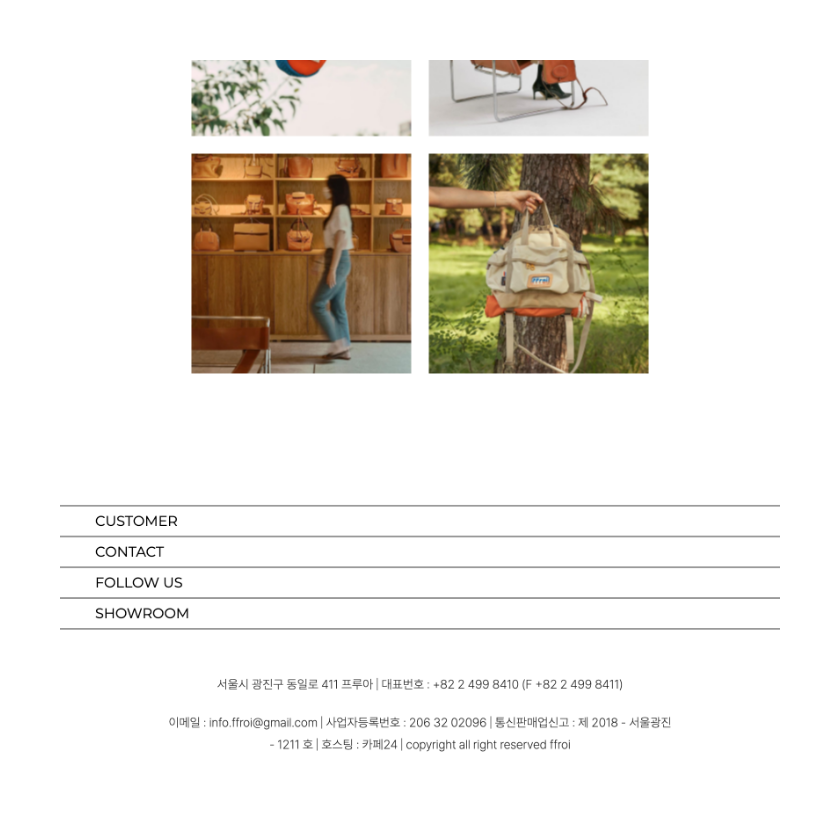 CUSTOMER
CONTACT
FOLLOW US
SHOWROOM
서울시 광진구 동일로 411 프루아 | 대표번호 : +82 2 499 8410 (F +82 2 499 8411)
이메일 : info.ffroi@gmail.com | 사업자등록번호 : 206 32 02096 | 통신판매업신고 : 제 2018 - 서울광진
- 1211 호 | 호스팅 : 카페24 | copyright all right reserved ffroi